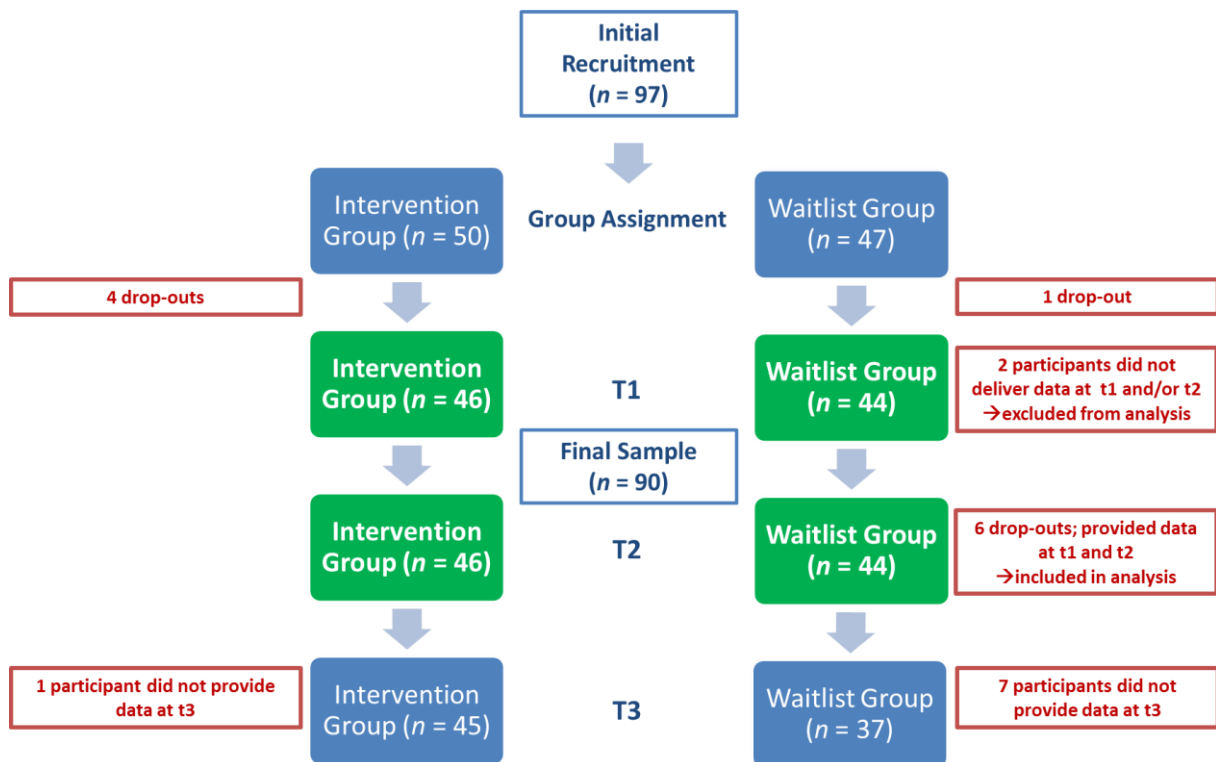 Initial
Recruitment
(n = 97)
Intervention
Group (n = 50)
Group Assignment
Waitlist Group
(n = 47)
4 drop-outs
1 drop-out
Intervention
Group (n = 46)
T1
Waitlist Group
(n = 44)
2 participants did not
deliver data at t1 and/or t2
→excluded from analysis
Final Sample
(n = 90)
Intervention
Group (n = 46)
T2
Waitlist Group
(n = 44)
6 drop-outs; provided data
at t1 and t2
→included in analysis
1 participant did not provide
data at t3
Intervention
Group (n = 45)
T3
Waitlist Group
(n = 37)
7 participants did not
provide data at t3